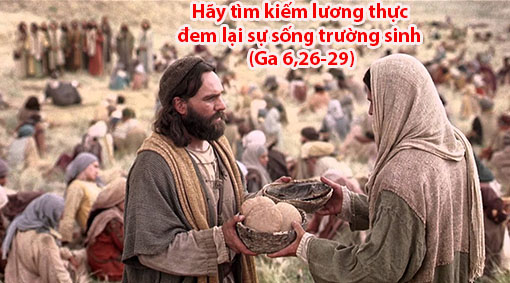 Hãy tìm kiếm lương thực
đem lại sự sống trường sinh
(Ga 6,26-29)